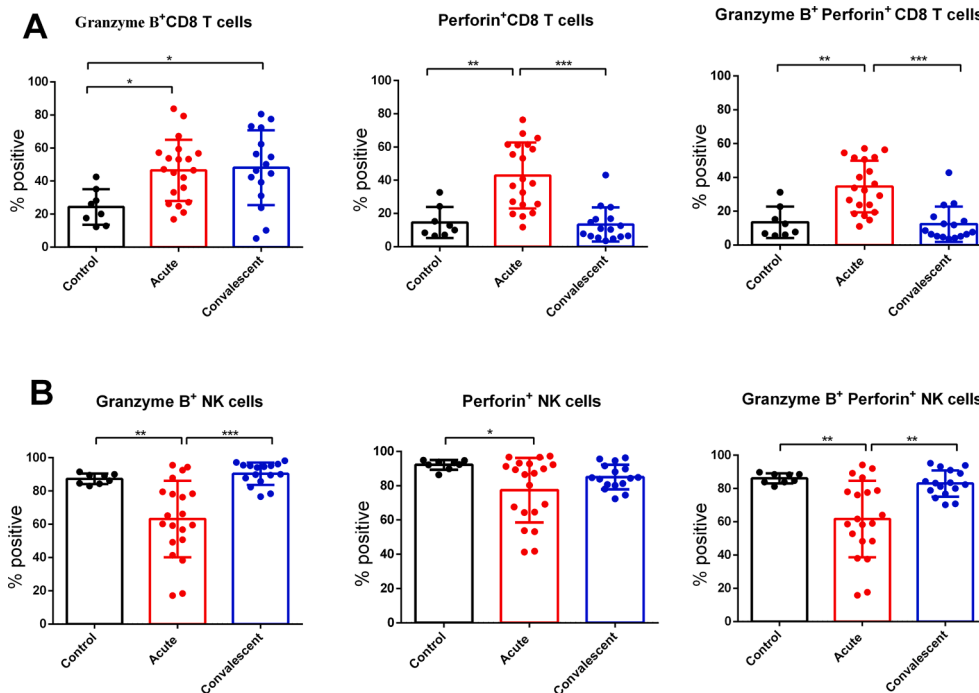 A
Granzyme B⁺CD8 T cells
*
*
% positive
100
80
60
40
20
0
Control
Acute
Convalescent
Perforin⁺CD8 T cells
**
***
% positive
100
80
60
40
20
0
Control
Acute
Convalescent
Granzyme B⁺ Perforin⁺ CD8 T cells
**
***
% positive
100
80
60
40
20
0
Control
Acute
Convalescent
B
Granzyme B⁺ NK cells
**
***
% positive
100
80
60
40
20
0
Control
Acute
Convalescent
Perforin⁺ NK cells
*
% positive
100
80
60
40
20
0
Control
Acute
Convalescent
Granzyme B⁺ Perforin⁺ NK cells
**
**
% positive
100
80
60
40
20
0
Control
Acute
Convalescent